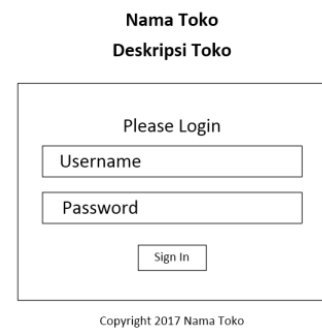 Nama Toko
Deskripsi Toko
Please Login
Username
Password
Sign In
Copyright 2017 Nama Toko